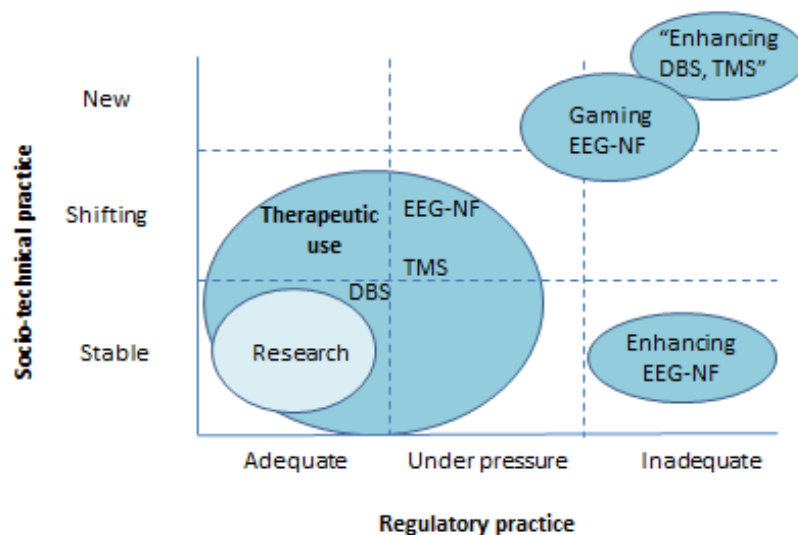 “Enhancing
DBS, TMS”
New
Gaming
EEG-NF
Socio-technical practice
Shifting
Therapeutic
use
EEG-NF
TMS
DBS
Stable
Research
Enhancing
EEG-NF
Adequate
Under pressure
Inadequate
Regulatory practice